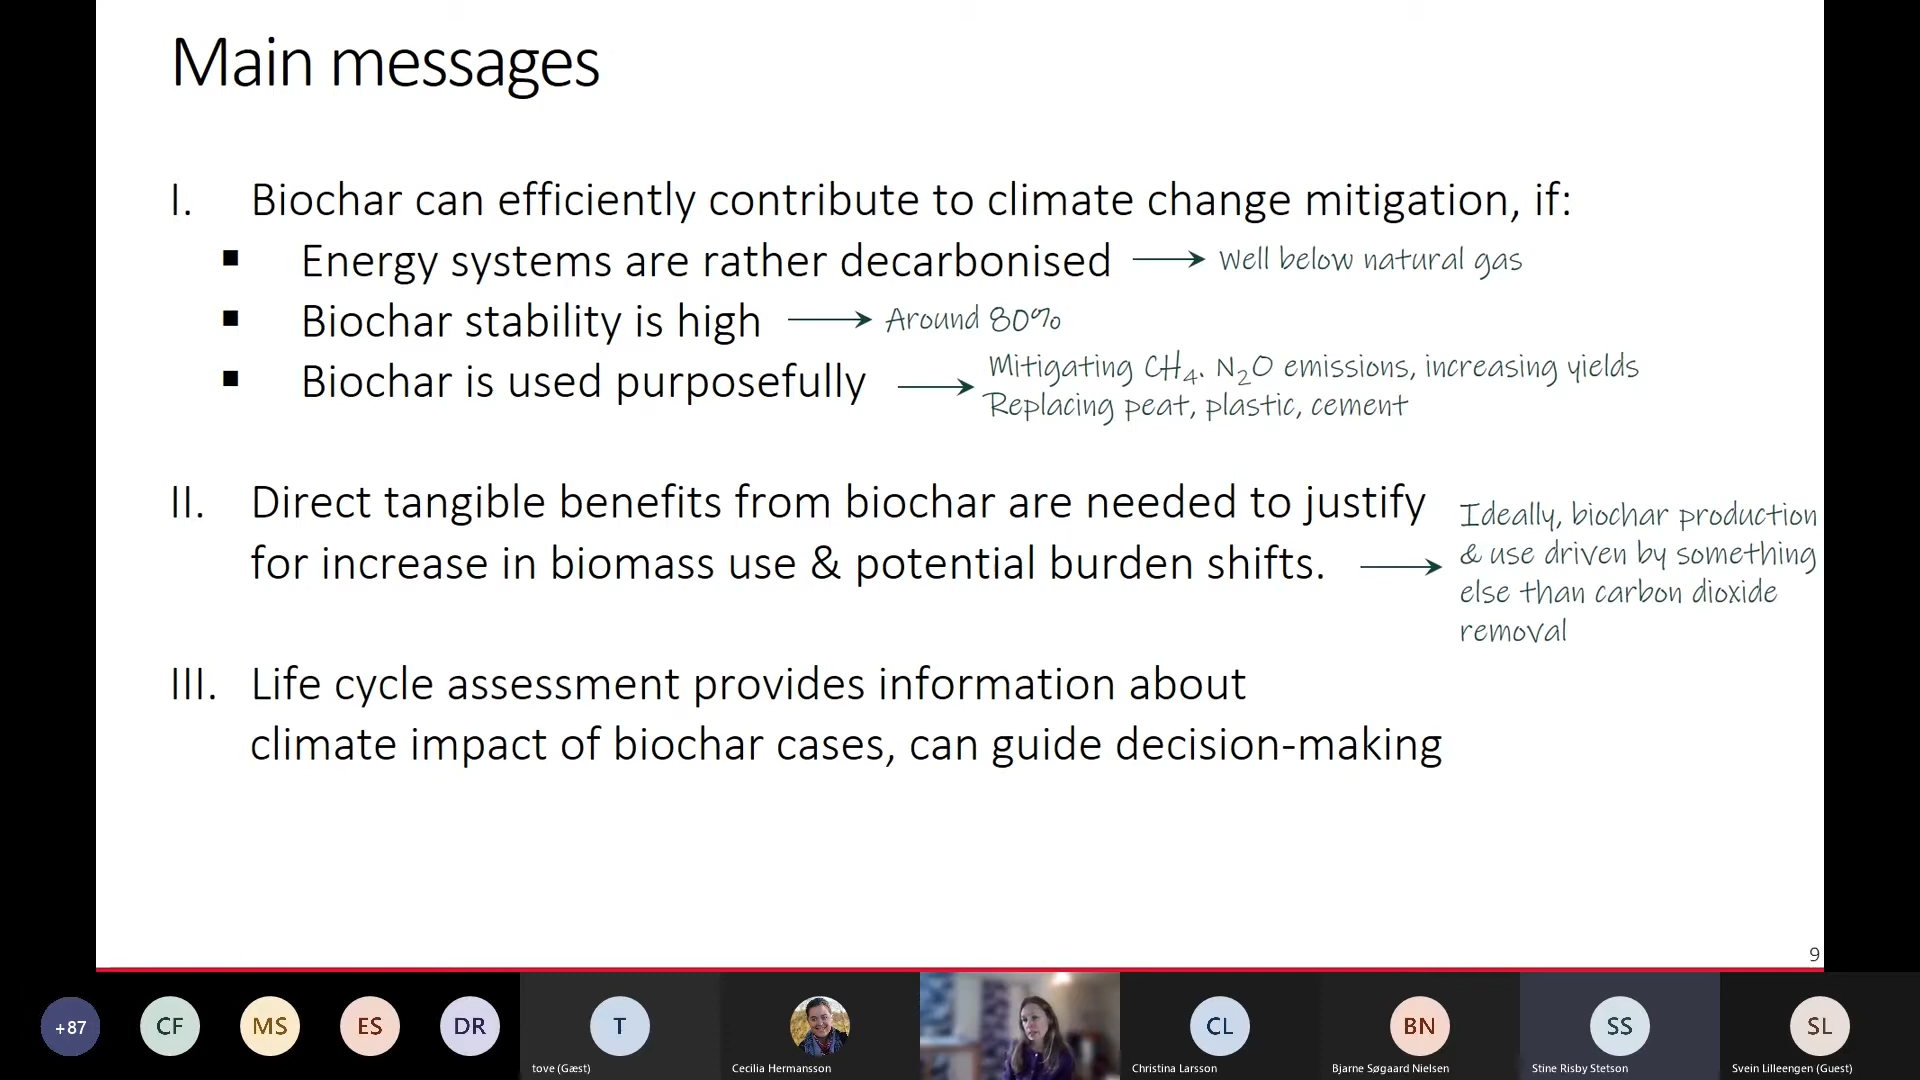 Main messages
I. Biochar can efficiently contribute to climate change mitigation, if:
▪ Energy systems are rather decarbonised → Well below natural gas
▪ Biochar stability is high → Around 80%
▪ Biochar is used purposefully → Mitigating CH₄. N₂O emissions, increasing yields
Replacing peat, plastic, cement
II. Direct tangible benefits from biochar are needed to justify
for increase in biomass use & potential burden shifts. →
Ideally, biochar production
& use driven by something
else than carbon dioxide
removal
III. Life cycle assessment provides information about
climate impact of biochar cases, can guide decision-making
9
+87 CF MS ES DR T CL BN SS SL
tove (Gæst) Cecilia Hermansson Christina Larsson Bjarne Søgaard Nielsen Stine Risby Stetson Svein Lilleengen (Guest)